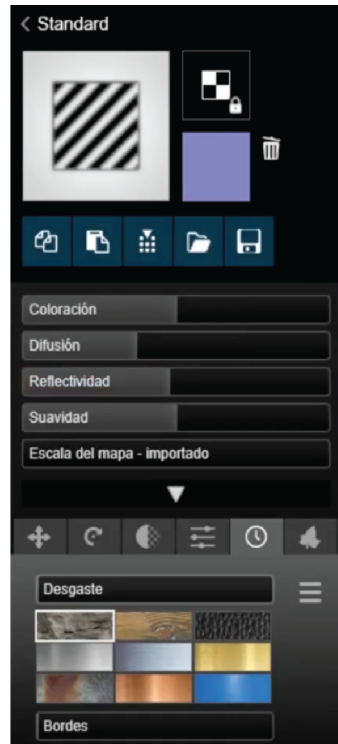 Standard
Coloración
Difusión
Reflectividad
Suavidad
Escala del mapa - importado
Desgaste
Bordes